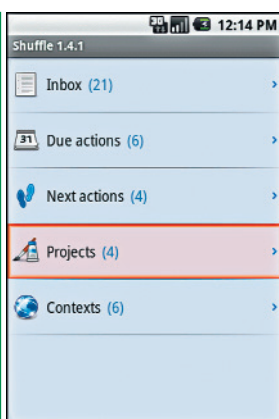 12:14 PM
Shuffle 1.4.1
Inbox (21)
31 Due actions (6)
Next actions (4)
Projects (4)
Contexts (6)